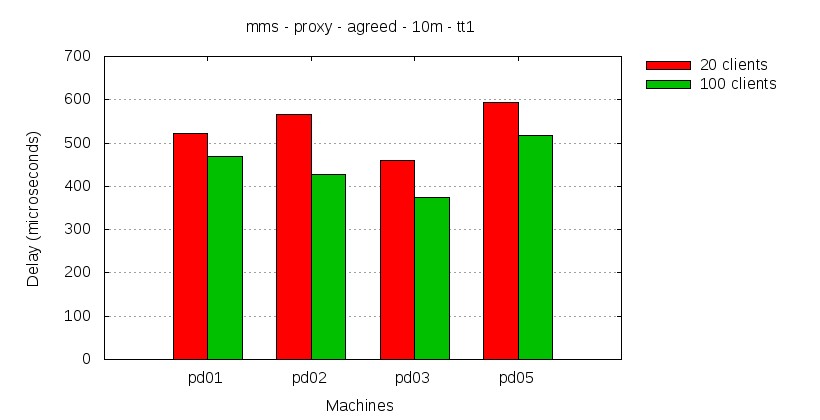 mms - proxy - agreed - 10m - tt1
700
600
500
400
300
200
100
0
Delay (microseconds)
pd01 pd02 pd03 pd05
Machines
20 clients
100 clients